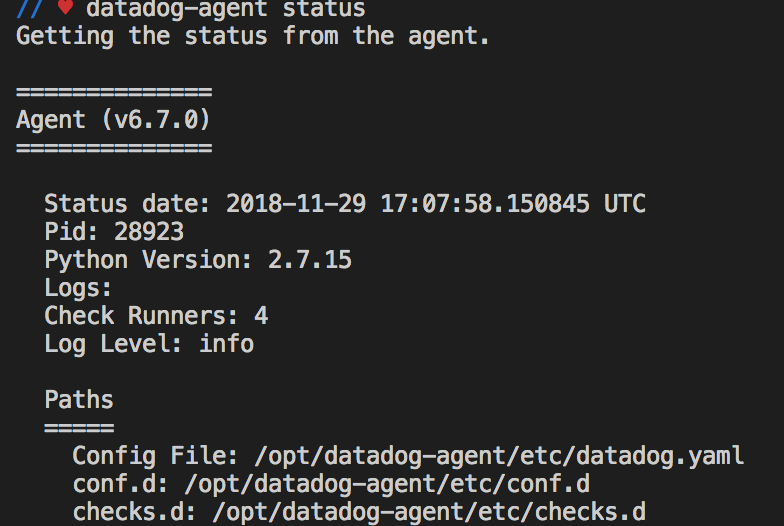 // ♥ datadog-agent status
Getting the status from the agent.
==============
Agent (v6.7.0)
==============
Status date: 2018-11-29 17:07:58.150845 UTC
Pid: 28923
Python Version: 2.7.15
Logs:
Check Runners: 4
Log Level: info
Paths
=====
Config File: /opt/datadog-agent/etc/datadog.yaml
conf.d: /opt/datadog-agent/etc/conf.d
checks.d: /opt/datadog-agent/etc/checks.d